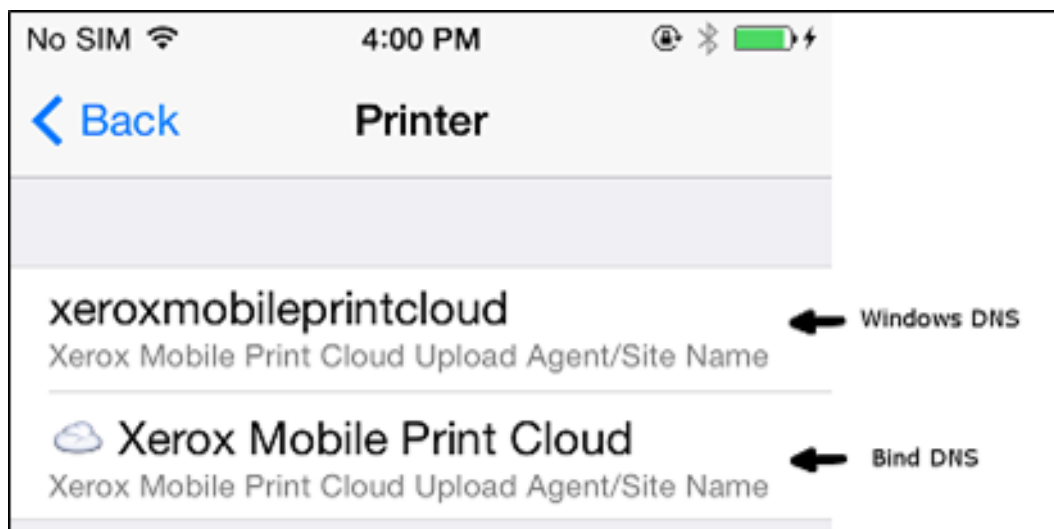 No SIM 4:00 PM
Back Printer
xeroxmobileprintcloud
Windows DNS
Xerox Mobile Print Cloud Upload Agent/Site Name
Xerox Mobile Print Cloud
Bind DNS
Xerox Mobile Print Cloud Upload Agent/Site Name